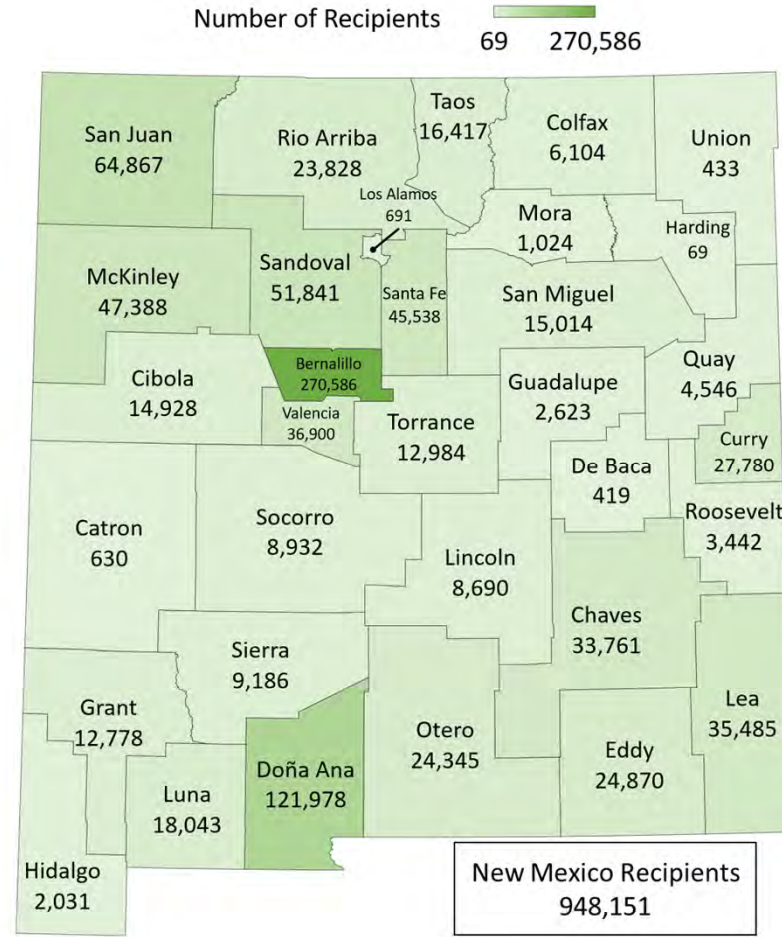 Number of Recipients
69 270,586
San Juan
64,867
Rio Arriba
23,828
Taos
16,417
Colfax
6,104
Union
433
Los Alamos
691
Mora
1,024
Harding
69
McKinley
47,388
Sandoval
51,841
Santa Fe
45,538
San Miguel
15,014
Cibola
14,928
Bernalillo
270,586
Valencia
36,900
Torrance
12,984
Guadalupe
2,623
Quay
4,546
Curry
27,780
De Baca
419
Roosevelt
3,442
Catron
630
Socorro
8,932
Lincoln
8,690
Chaves
33,761
Sierra
9,186
Grant
12,778
Otero
24,345
Lea
35,485
Eddy
24,870
Doña Ana
121,978
Luna
18,043
Hidalgo
2,031
New Mexico Recipients
948,151